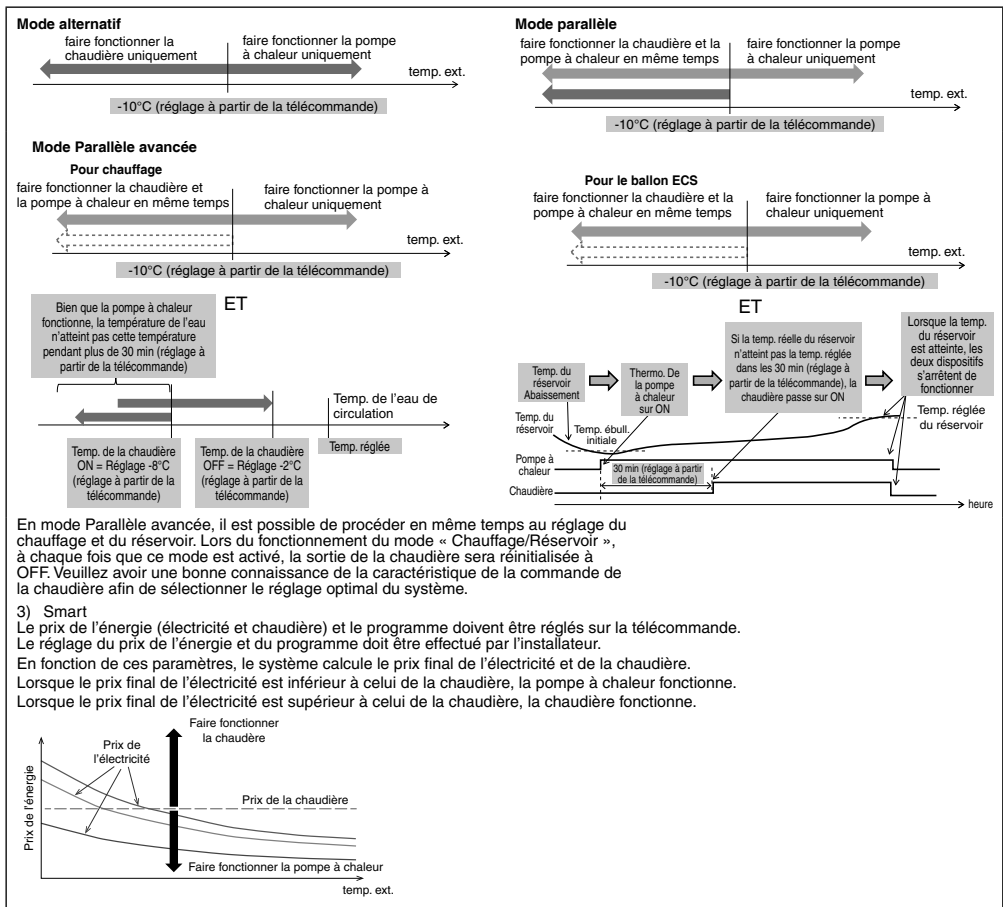 Mode alternatif
faire fonctionner la
chaudière uniquement
faire fonctionner la pompe
à chaleur uniquement
temp. ext.
-10°C (réglage à partir de la télécommande)
Mode parallèle
faire fonctionner la chaudière et la
pompe à chaleur en même temps
faire fonctionner la pompe
à chaleur uniquement
temp. ext.
-10°C (réglage à partir de la télécommande)
Mode Parallèle avancée
Pour chauffage
faire fonctionner la chaudière et
la pompe à chaleur en même temps
faire fonctionner la pompe à
chaleur uniquement
temp. ext.
-10°C (réglage à partir de la télécommande)
ET
Bien que la pompe à chaleur
fonctionne, la température de l'eau
n'atteint pas cette température
pendant plus de 30 min (réglage à
partir de la télécommande)
Temp. de l'eau de
circulation
Temp. réglée
Temp. de la chaudière
ON = Réglage -8°C
(réglage à partir de la
télécommande)
Temp. de la chaudière
OFF = Réglage -2°C
(réglage à partir de la
télécommande)
Pour le ballon ECS
faire fonctionner la chaudière et la
pompe à chaleur en même temps
faire fonctionner la pompe à
chaleur uniquement
temp. ext.
-10°C (réglage à partir de la télécommande)
ET
Temp. du
réservoir
Abaissement
Thermo. De
la pompe
à chaleur
sur ON
Si la temp. réelle du réservoir
n'atteint pas la temp. réglée
dans les 30 min (réglage à
partir de la télécommande), la
chaudière passe sur ON
Lorsque la temp.
du réservoir
est atteinte, les
deux dispositifs
s'arrêtent de
fonctionner
Temp. du
réservoir
Temp. ébull.
initiale
Temp. réglée
du réservoir
Pompe à
chaleur
30 min (réglage à partir
de la télécommande)
Chaudière
heure
En mode Parallèle avancée, il est possible de procéder en même temps au réglage du
chauffage et du réservoir. Lors du fonctionnement du mode « Chauffage/Réservoir »,
à chaque fois que ce mode est activé, la sortie de la chaudière sera réinitialisée à
OFF. Veuillez avoir une bonne connaissance de la caractéristique de la commande de
la chaudière afin de sélectionner le réglage optimal du système.
3) Smart
Le prix de l'énergie (électricité et chaudière) et le programme doivent être réglés sur la télécommande.
Le réglage du prix de l'énergie et du programme doit être effectué par l'installateur.
En fonction de ces paramètres, le système calcule le prix final de l'électricité et de la chaudière.
Lorsque le prix final de l'électricité est inférieur à celui de la chaudière, la pompe à chaleur fonctionne.
Lorsque le prix final de l'électricité est supérieur à celui de la chaudière, la chaudière fonctionne.
Prix de l'énergie
Prix de
l'électricité
Faire fonctionner
la chaudère
Prix de la chaudière
Faire fonctionner la pompe à chaleur
temp. ext.